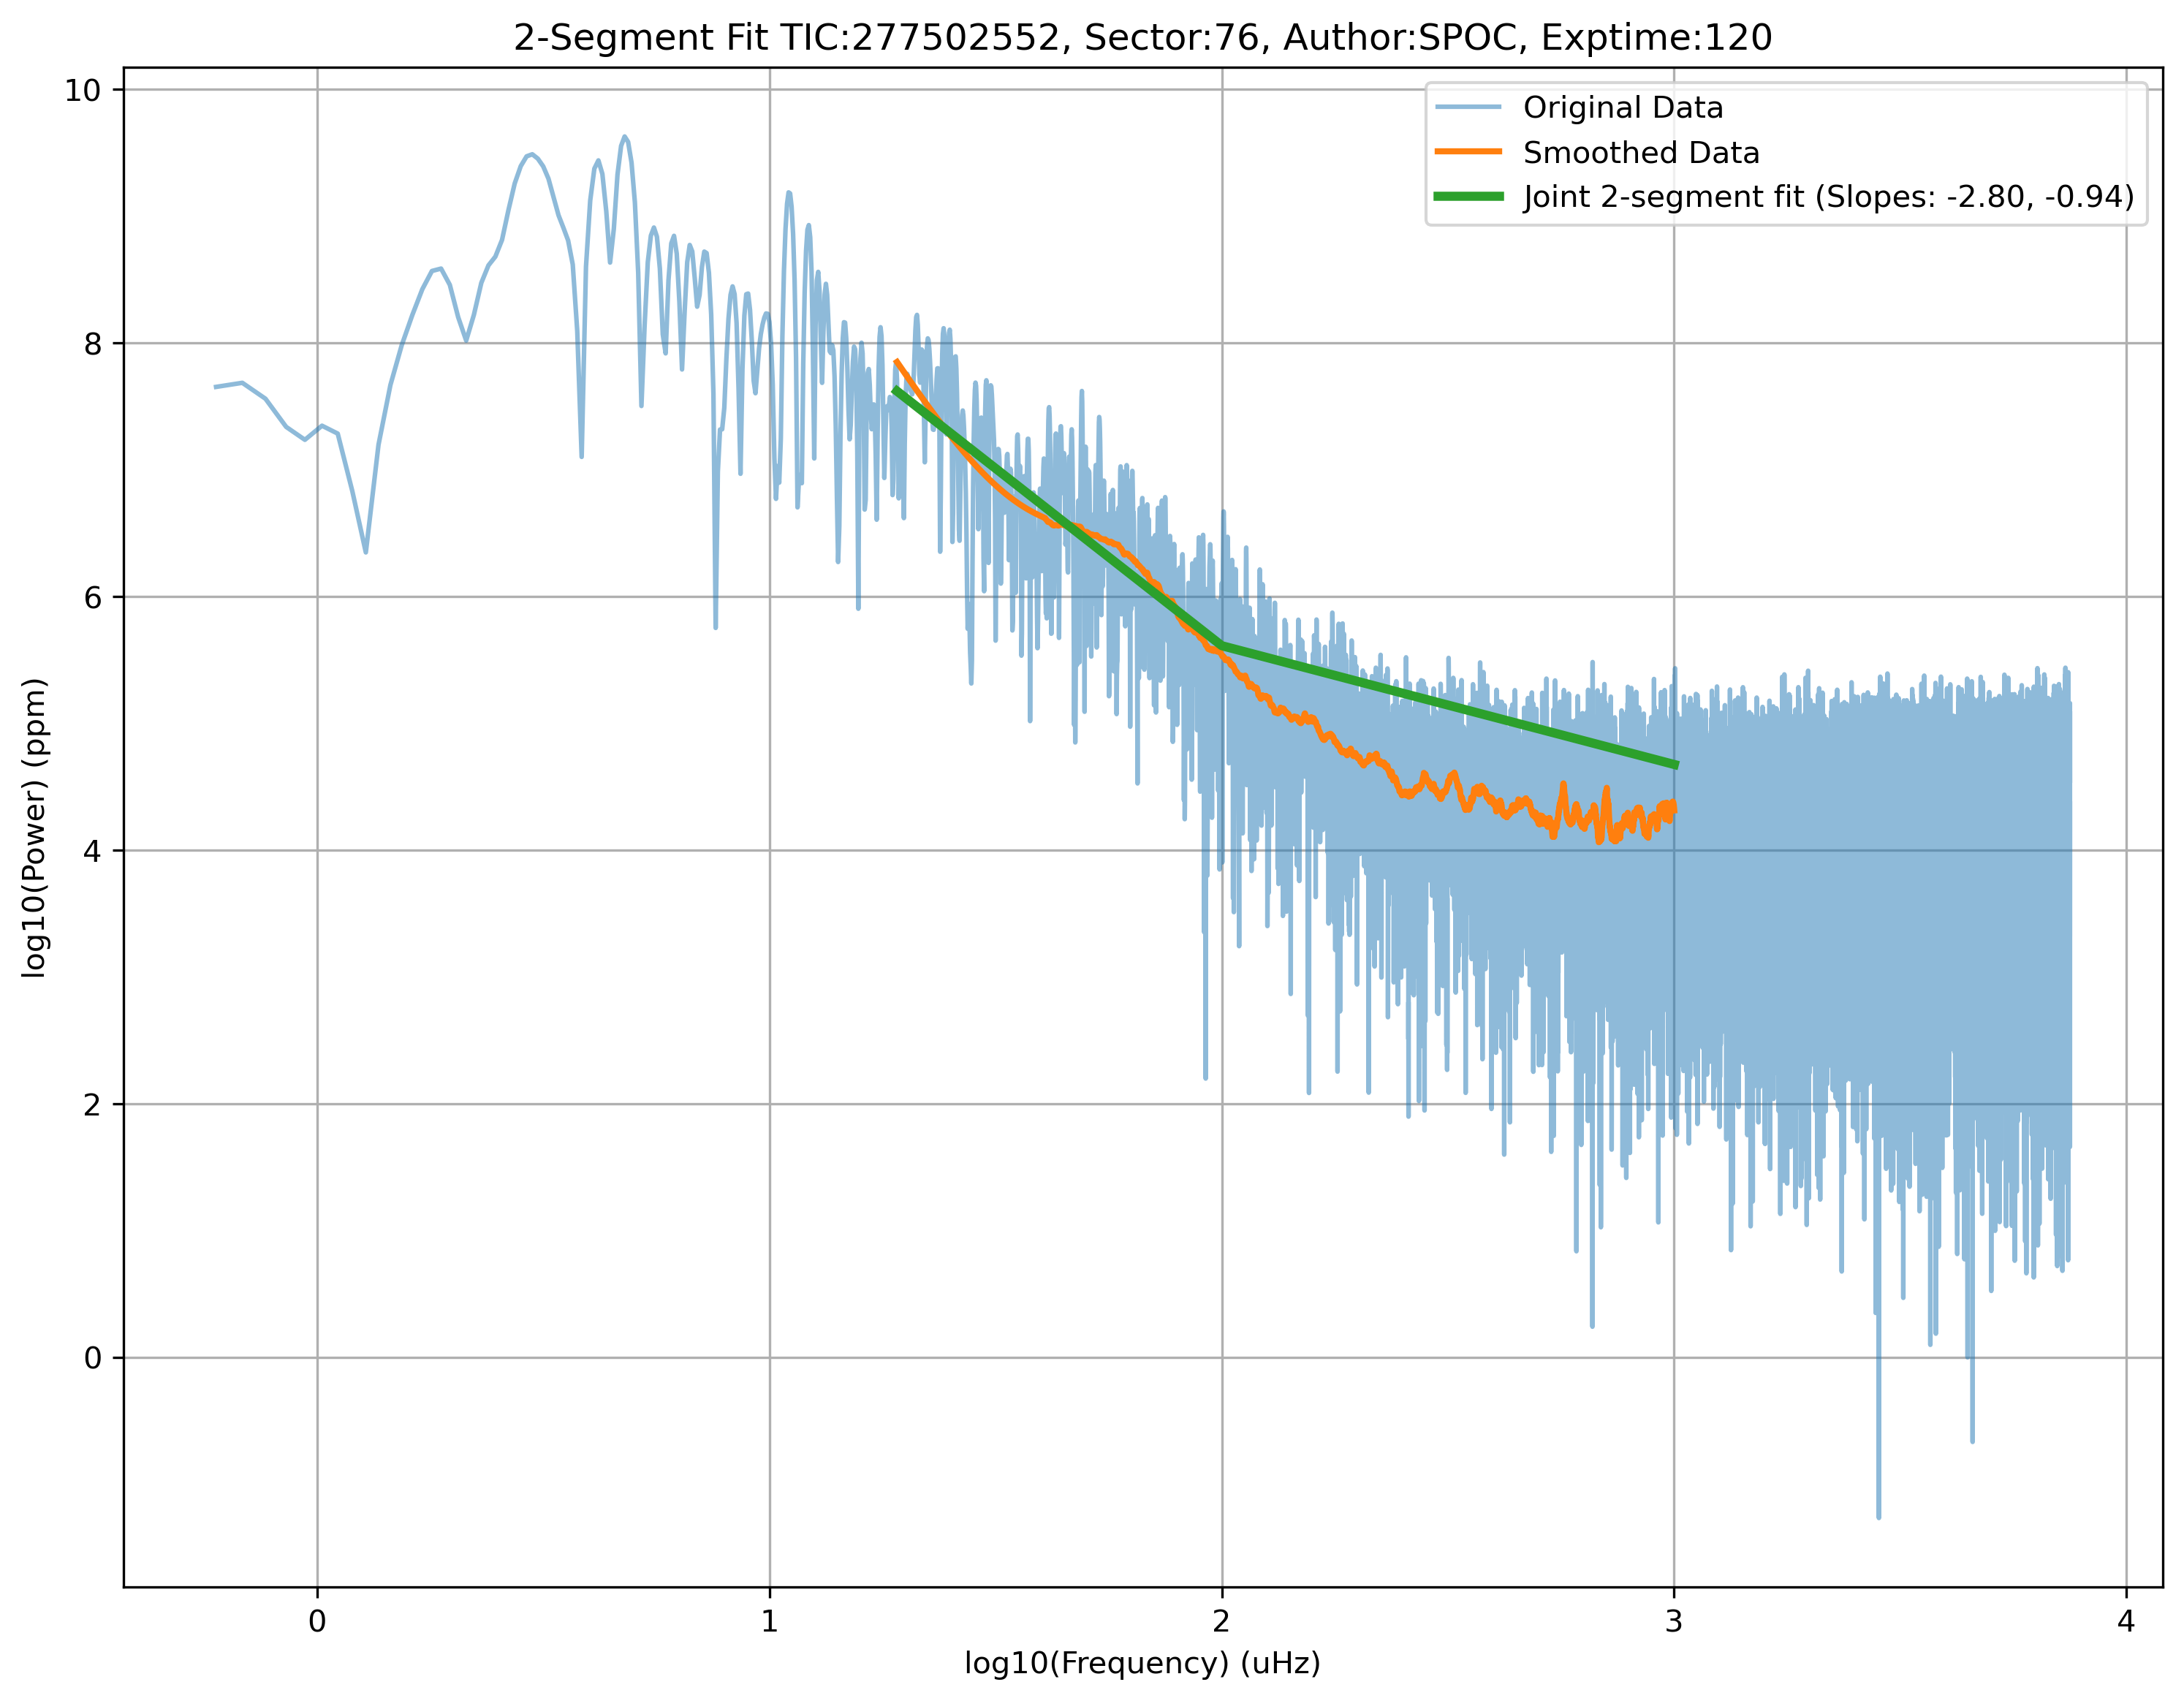 2-Segment Fit TIC:277502552, Sector:76, Author:SPOC, Exptime:120
Original Data
Smoothed Data
Joint 2-segment fit (Slopes: -2.80, -0.94)
log10(Power) (ppm)
10
8
6
4
2
0
0 1 2 3 4
log10(Frequency) (uHz)